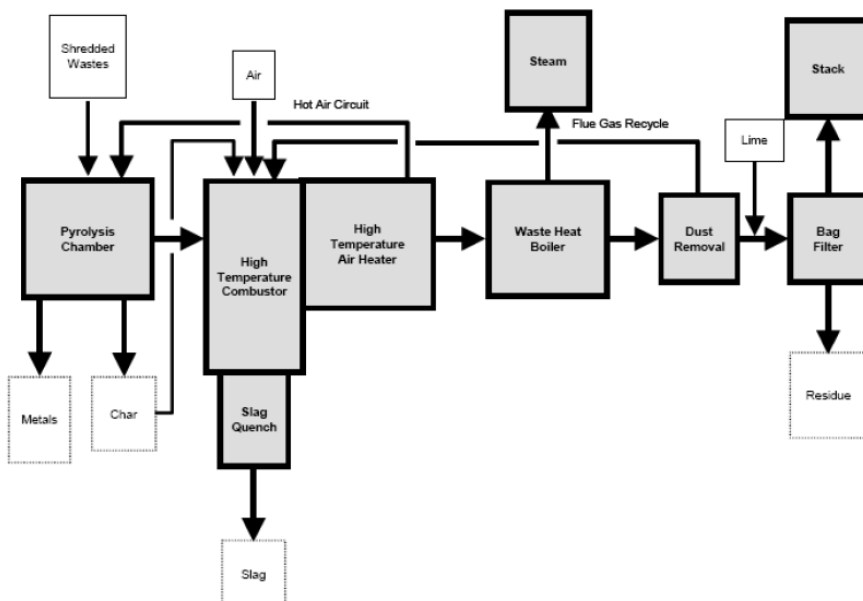 Shredded
Wastes
Air
Steam
Stack
Hot Air Circuit
Flue Gas Recycle
Lime
Pyrolysis
Chamber
High
Temperature
Combustor
High
Temperature
Air Heater
Waste Heat
Boiler
Dust
Removal
Bag
Filter
Metals
Char
Slag
Quench
Residue
Slag